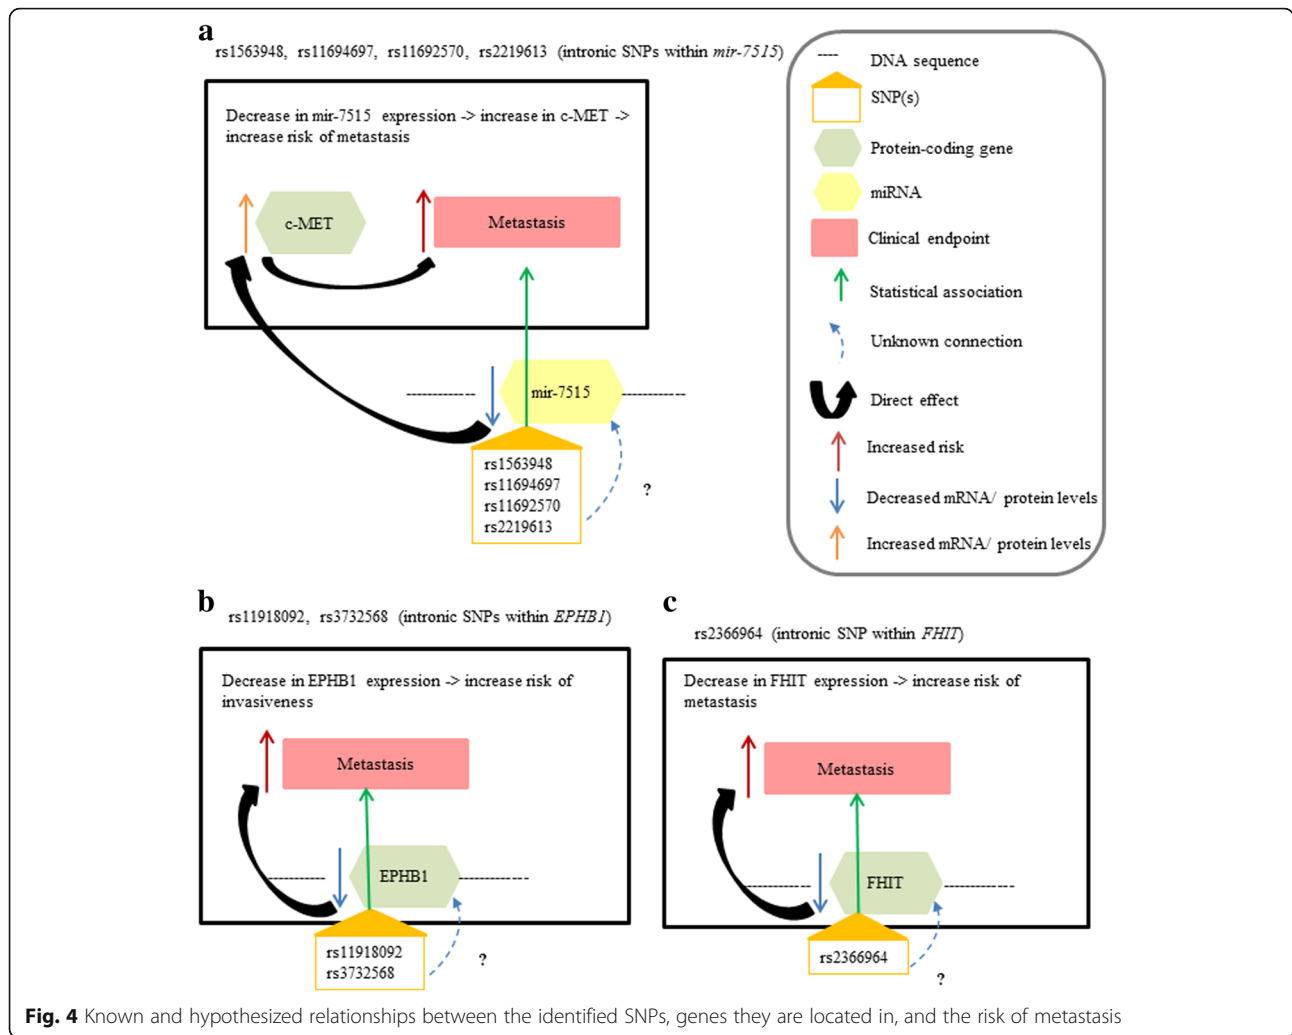 a
rs1563948, rs11694697, rs11692570, rs2219613 (intronic SNPs within mir-7515)
Decrease in mir-7515 expression -> increase in c-MET ->
increase risk of metastasis
c-MET
Metastasis
mir-7515
rs1563948
rs11694697
rs11692570
rs2219613
?
DNA sequence
SNP(s)
Protein-coding gene
miRNA
Clinical endpoint
Statistical association
Unknown connection
Direct effect
Increased risk
Decreased mRNA/ protein levels
Increased mRNA/ protein levels
b
rs11918092, rs3732568 (intronic SNPs within EPHB1)
Decrease in EPHB1 expression -> increase risk of
invasiveness
Metastasis
EPHB1
rs11918092
rs3732568
?
c
rs2366964 (intronic SNP within FHIT)
Decrease in FHIT expression -> increase risk of
metastasis
Metastasis
FHIT
rs2366964
?
Fig. 4 Known and hypothesized relationships between the identified SNPs, genes they are located in, and the risk of metastasis